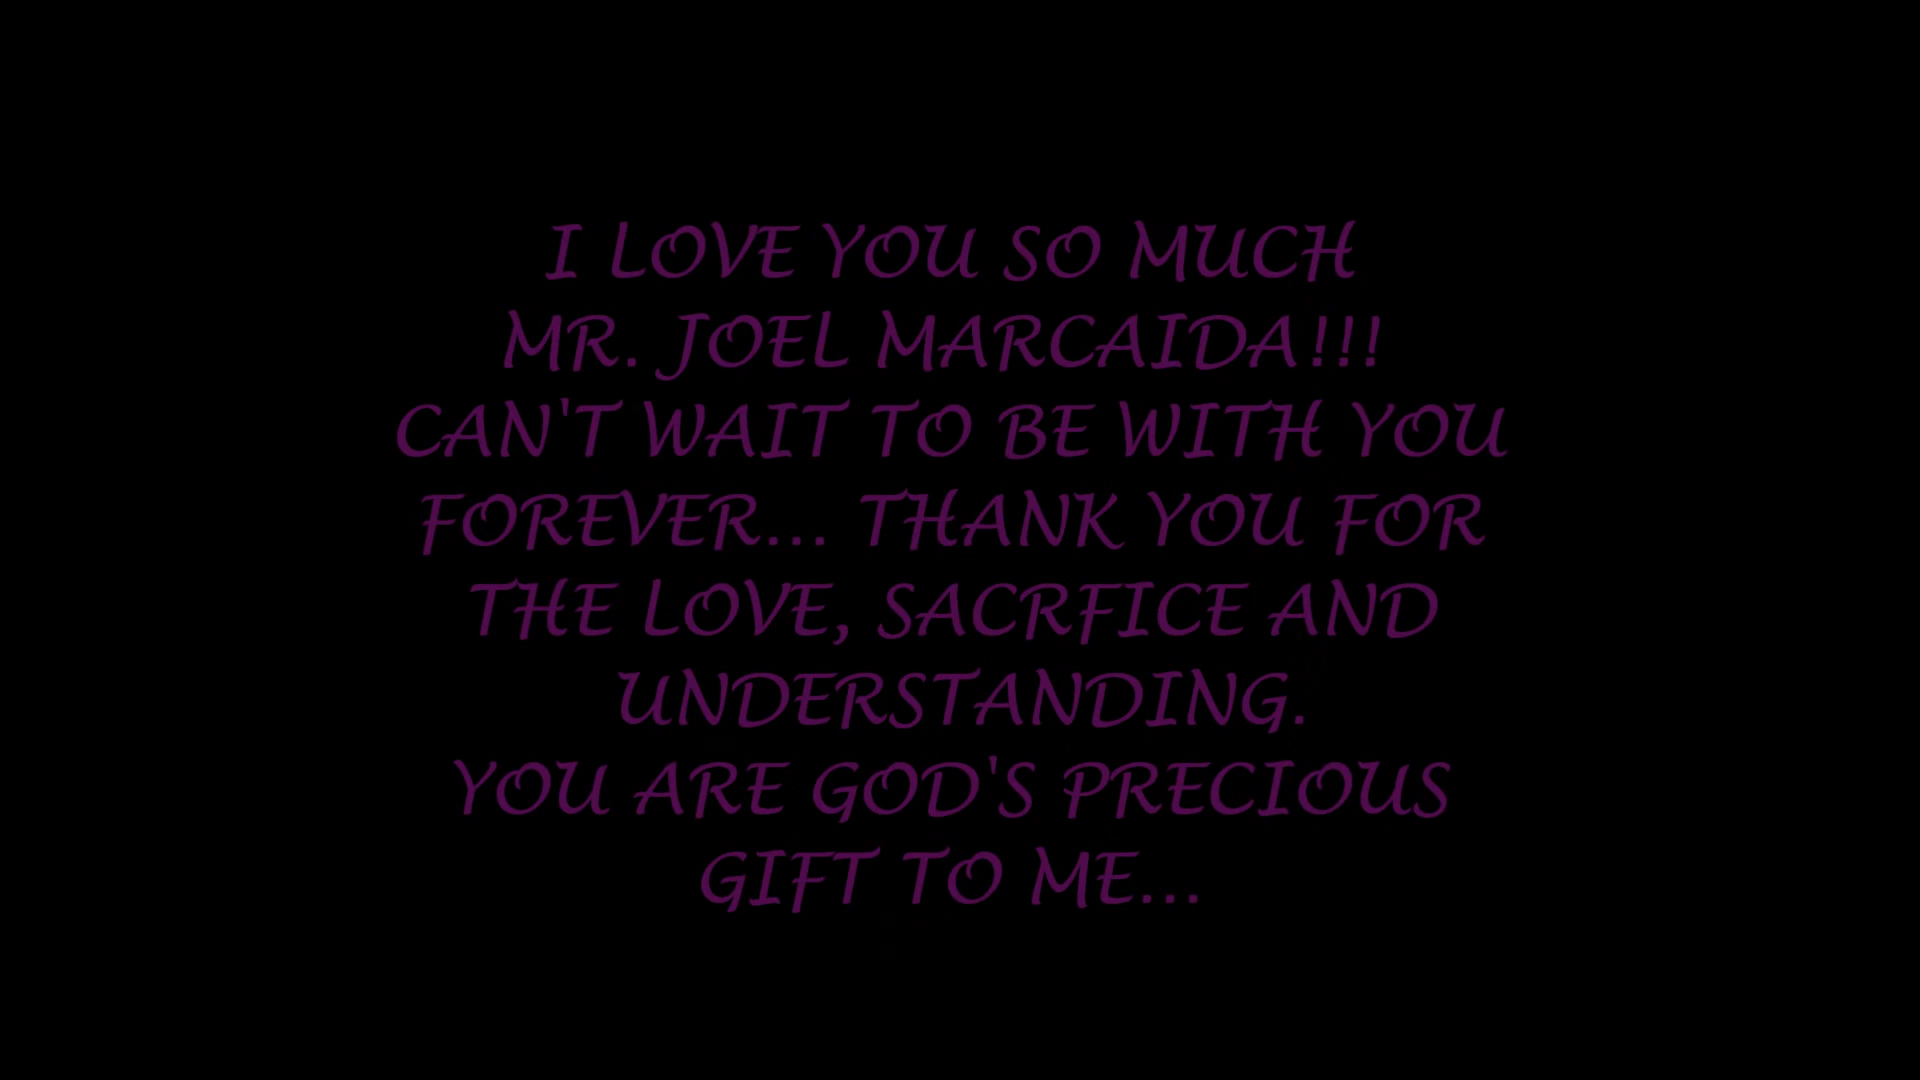 I LOVE YOU SO MUCH
MR. JOEL MARCAIDA!!!
CAN'T WAIT TO BE WITH YOU
FOREVER... THANK YOU FOR
THE LOVE, SACRFICE AND
UNDERSTANDING.
YOU ARE GOD'S PRECIOUS
GIFT TO ME...